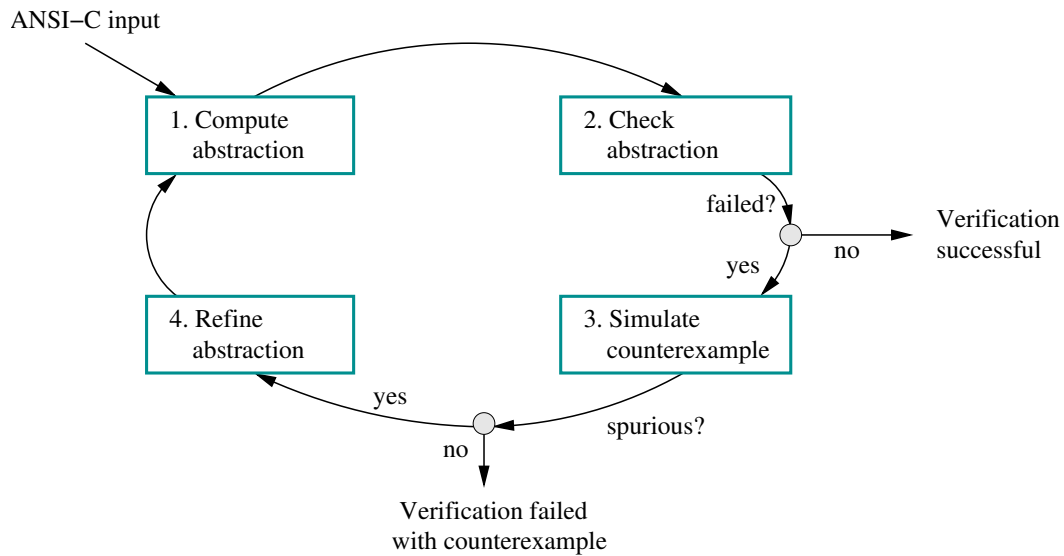 ANSI−C input
1. Compute
abstraction
2. Check
abstraction
failed?
Verification
successful
no
yes
4. Refine
abstraction
3. Simulate
counterexample
yes
spurious?
no
Verification failed
with counterexample